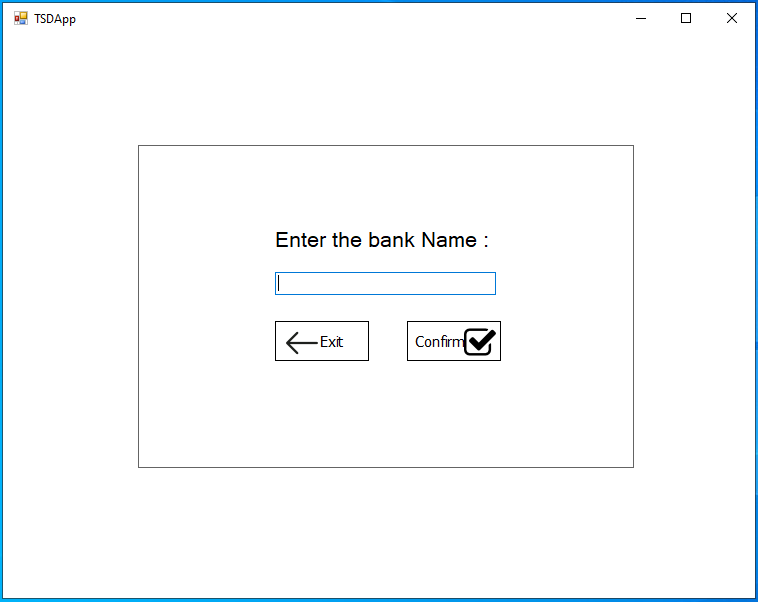 TSDApp
Enter the bank Name :
Exit
Confirm